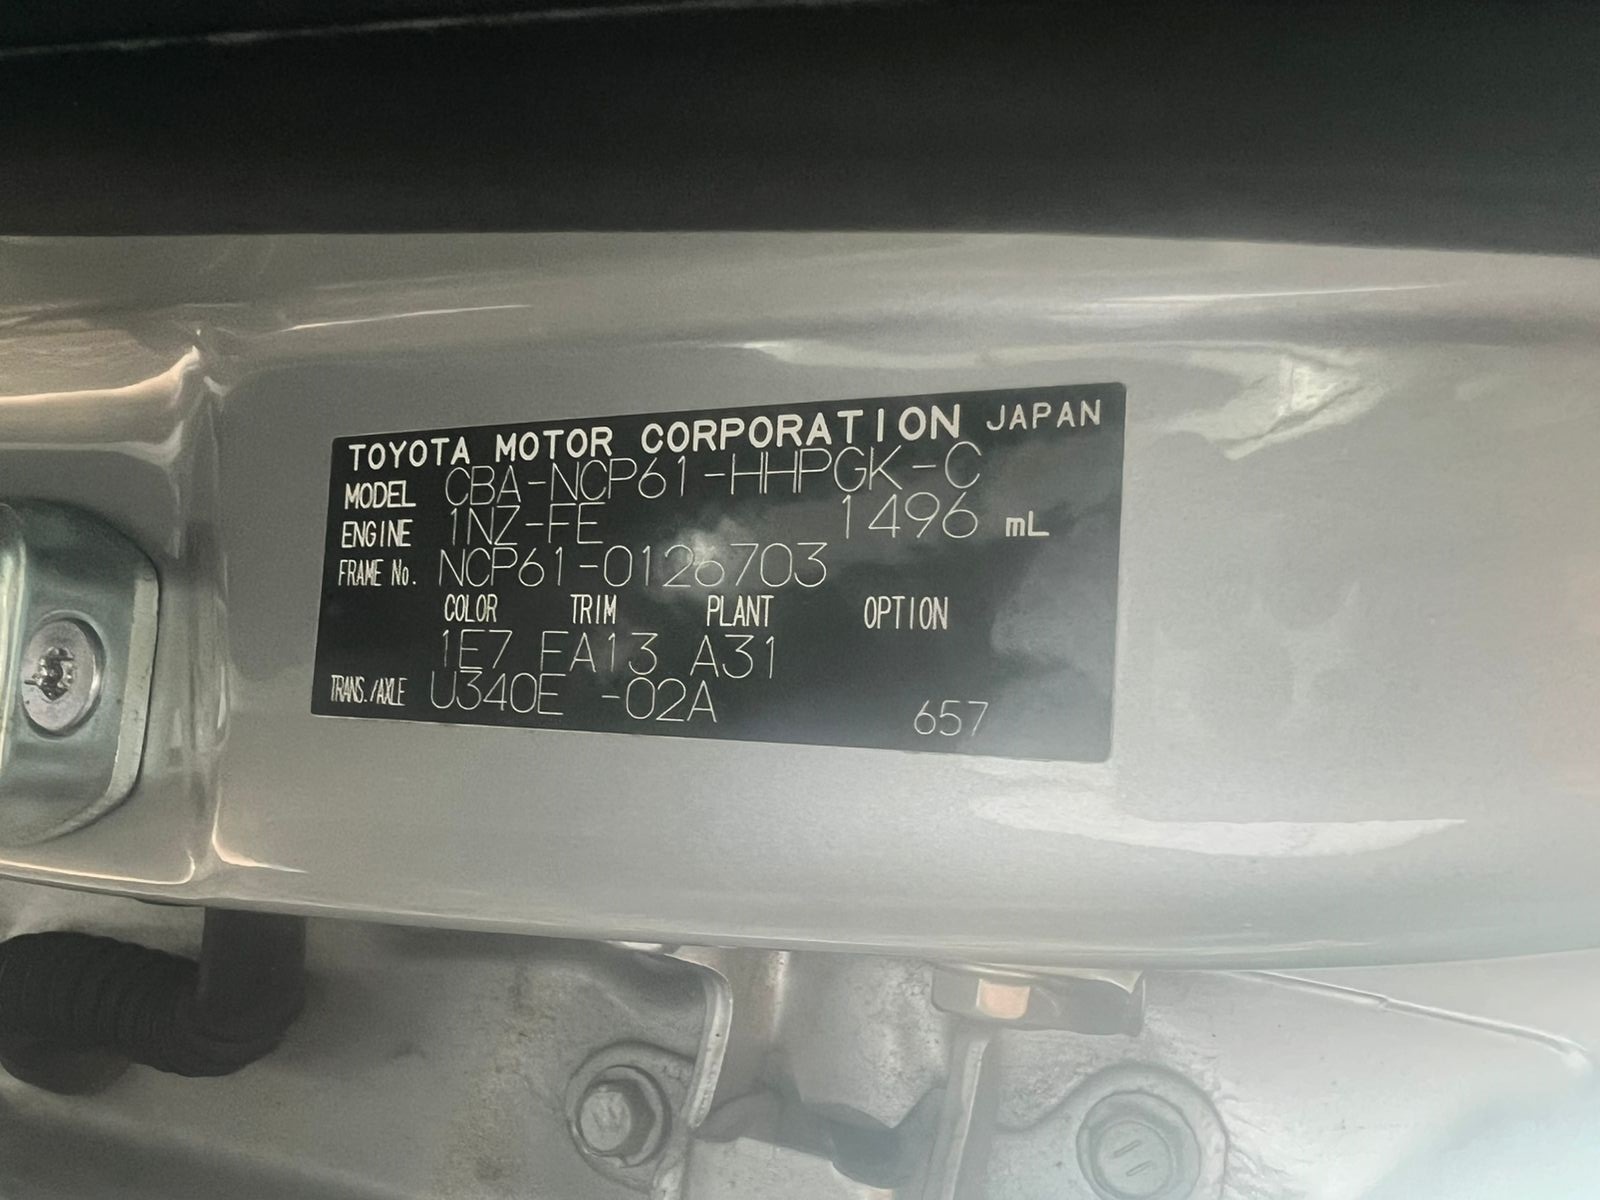 TOYOTA MOTOR CORPORATION JAPAN
MODEL CBA-NCP61-HHPGK-C
ENGINE 1NZ-FE 1496 mL
FRAME No. NCP61-0126703
COLOR TRIM PLANT OPTION
1E7 FA13 A31
TRANS./AXLE U340E -02A
657